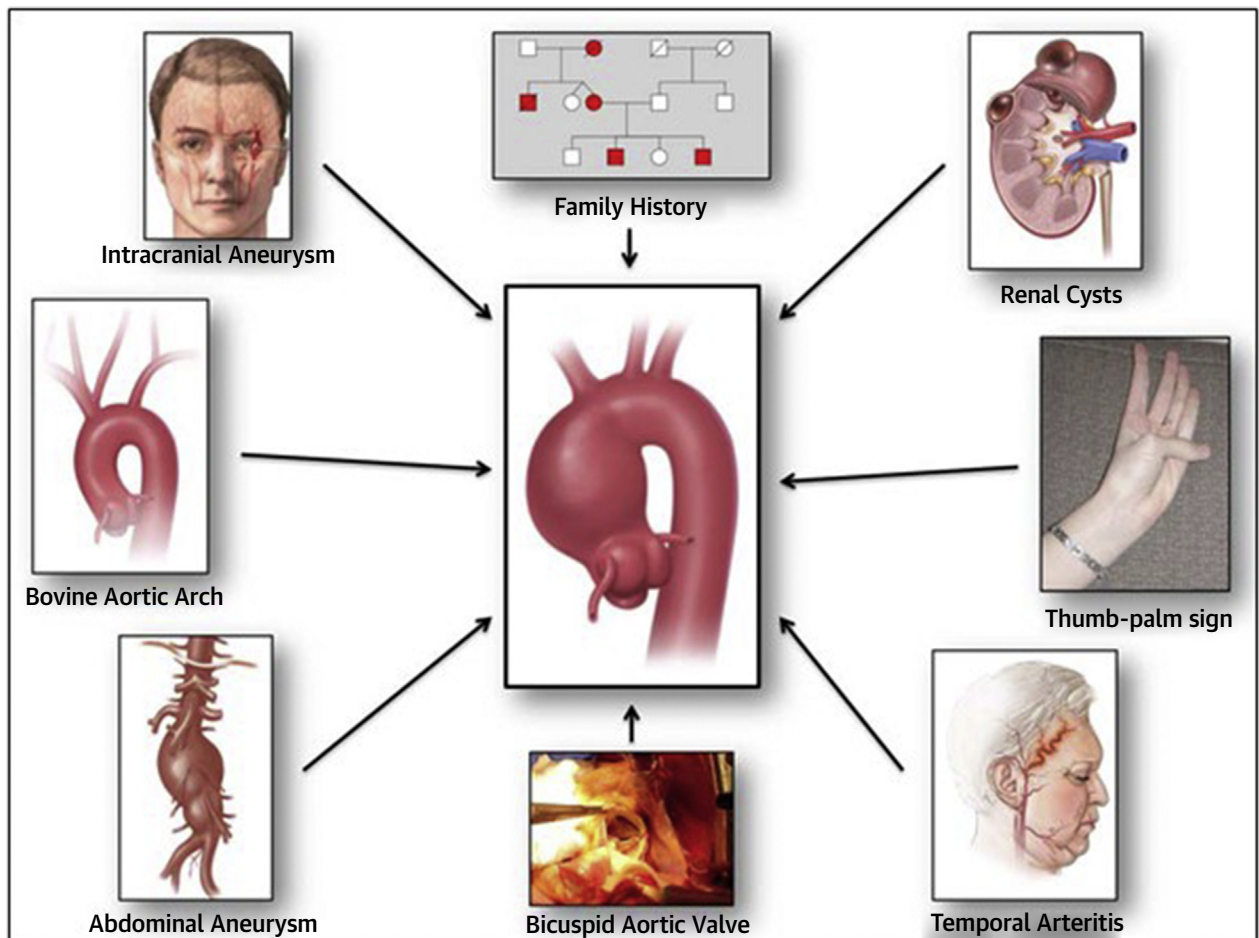 Family History
Intracranial Aneurysm
Renal Cysts
Bovine Aortic Arch
Thumb-palm sign
Abdominal Aneurysm
Bicuspid Aortic Valve
Temporal Arteritis